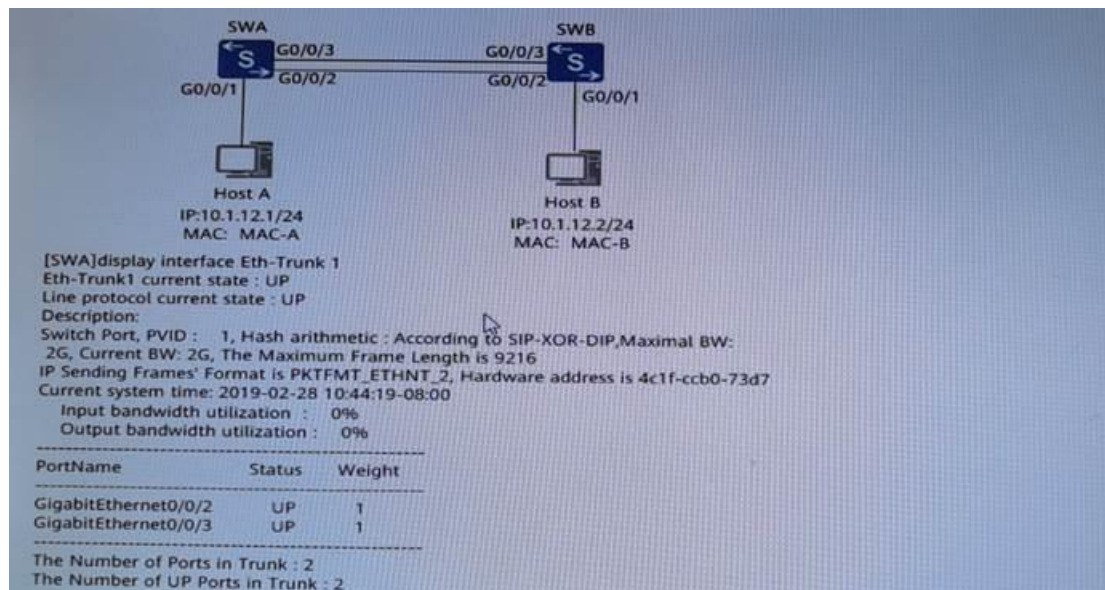 SWA
SWB
G0/0/3
G0/0/3
S
S
G0/0/2
G0/0/2
G0/0/1
G0/0/1
Host A
Host B
IP:10.1.12.1/24
IP:10.1.12.2/24
MAC: MAC-A
MAC: MAC-B
[SWA]display interface Eth-Trunk 1
Eth-Trunk1 current state : UP
Line protocol current state : UP
Description:
Switch Port, PVID : 1, Hash arithmetic : According to SIP-XOR-DIP,Maximal BW:
2G, Current BW: 2G, The Maximum Frame Length is 9216
IP Sending Frames' Format is PKTFMT_ETHNT_2, Hardware address is 4c1f-ccb0-73d7
Current system time: 2019-02-28 10:44:19-08:00
Input bandwidth utilization : 0%
Output bandwidth utilization : 0%
PortName Status Weight
GigabitEthernet0/0/2 UP 1
GigabitEthernet0/0/3 UP 1
The Number of Ports in Trunk : 2
The Number of UP Ports in Trunk : 2